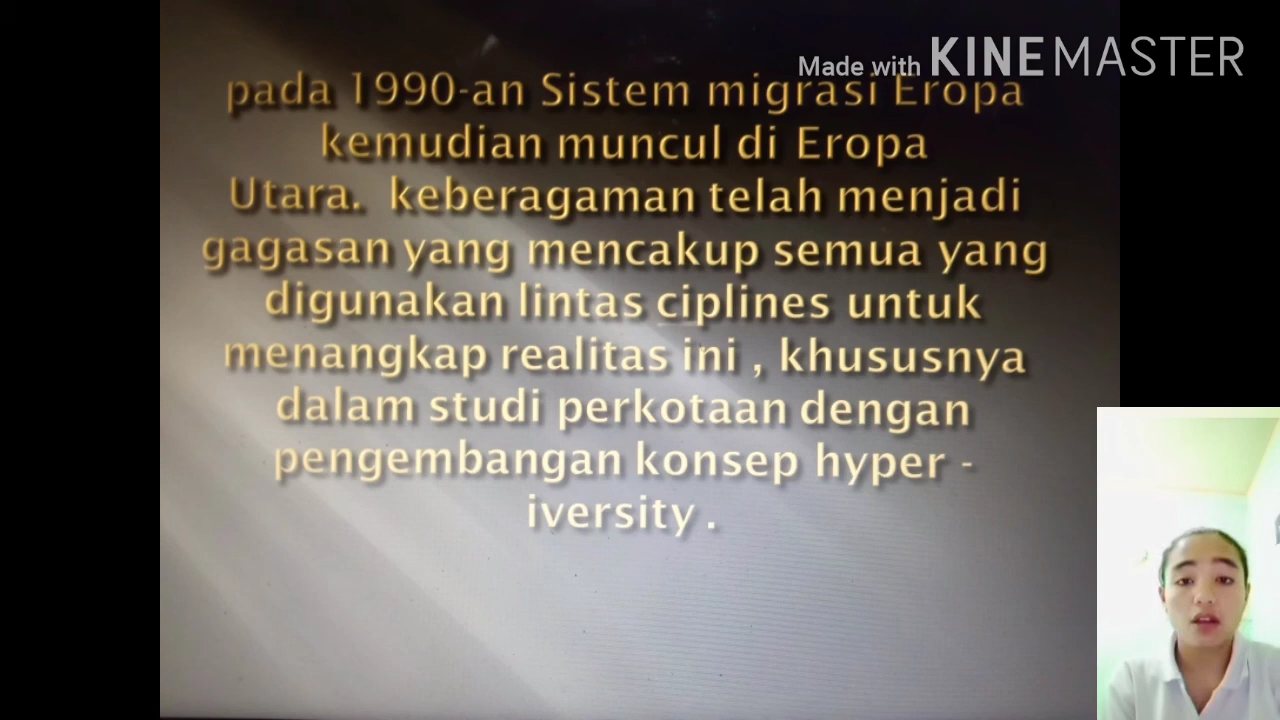 Made with KINEMASTER
pada 1990-an Sistem migrasi Eropa
kemudian muncul di Eropa
Utara. keberagaman telah menjadi
gagasan yang mencakup semua yang
digunakan lintas ciplines untuk
menangkap realitas ini , khususnya
dalam studi perkotaan dengan
pengembangan konsep hyper -
iversity .